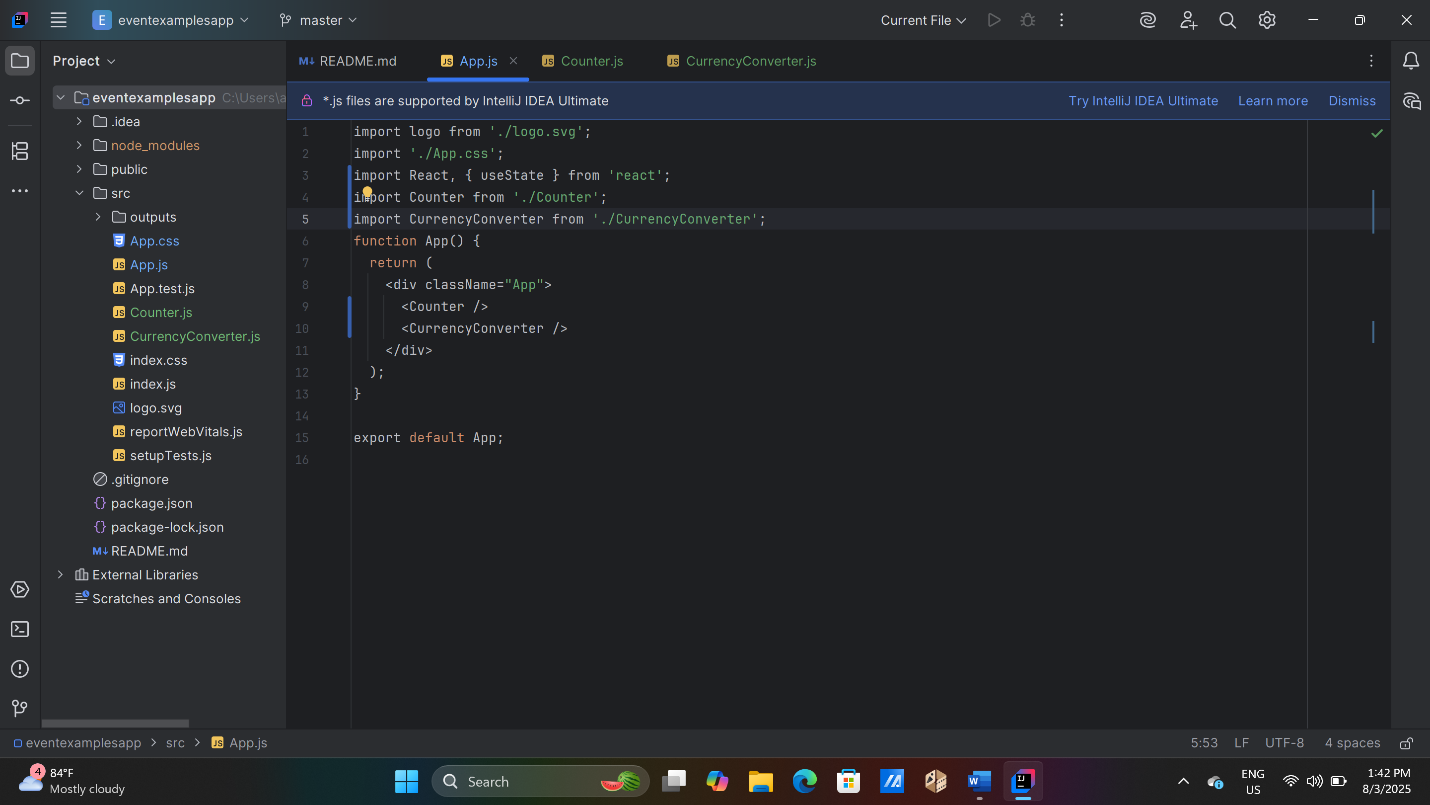 E eventexamplesapp master Current File
Project
README.md App.js Counter.js CurrencyConverter.js
eventexamplesapp C:\Users\a
*.js files are supported by IntelliJ IDEA Ultimate Try IntelliJ IDEA Ultimate Learn more Dismiss
.idea
node_modules
public
src
outputs
App.css
App.js
App.test.js
Counter.js
CurrencyConverter.js
index.css
index.js
logo.svg
reportWebVitals.js
setupTests.js
.gitignore
package.json
package-lock.json
README.md
External Libraries
Scratches and Consoles
1 import logo from './logo.svg';
2 import './App.css';
3 import React, { useState } from 'react';
4 import Counter from './Counter';
5 import CurrencyConverter from './CurrencyConverter';
6 function App() {
7 return (
8 <div className="App">
9 <Counter />
10 <CurrencyConverter />
11 </div>
12 );
13 }
14
15 export default App;
16
eventexamplesapp > src > App.js 5:53 LF UTF-8 4 spaces
4 84°F
Mostly cloudy
Search
ENG
US
1:42 PM
8/3/2025